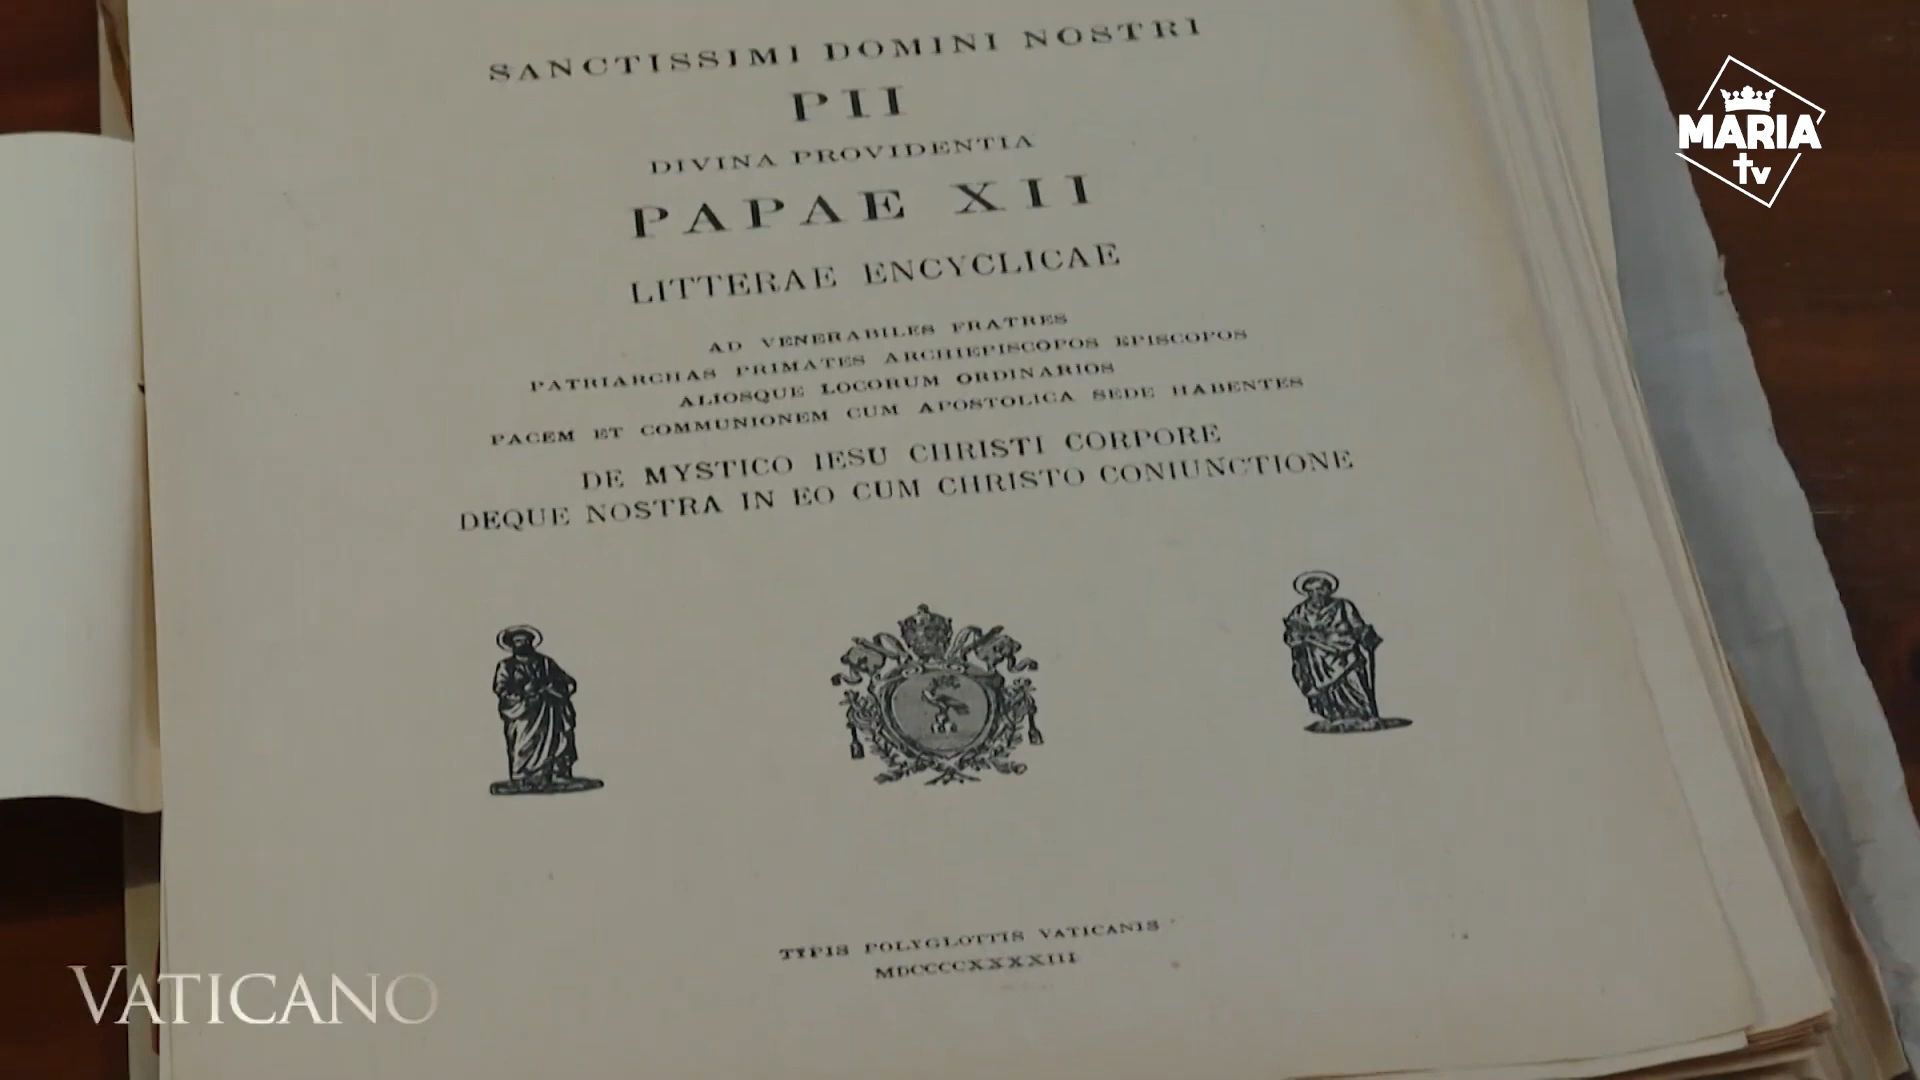 SANCTISSIMI DOMINI NOSTRI
PII
DIVINA PROVIDENTIA
PAPAE XII
LITTERAE ENCYCLICAE
AD VENERABILES FRATRES
PATRIARCHAS PRIMATES ARCHIEPISCOPOS EPISCOPOS
ALIOSQUE LOCORUM ORDINARIOS
PACEM ET COMMUNIONEM CUM APOSTOLICA SEDE HABENTES
DE MYSTICO IESU CHRISTI CORPORE
DEQUE NOSTRA IN EO CUM CHRISTO CONIUNCTIONE
TYPIS POLYGLOTTIS VATICANIS
MDCCCCXXXXIII
MARIA
tv
VATICANO